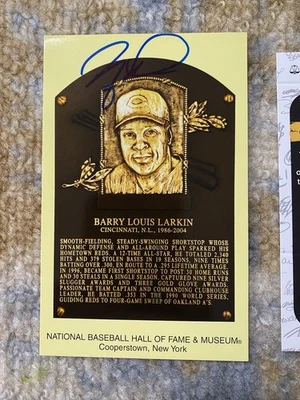 BARRY LOUIS LARKIN
CINCINNATI, N.L., 1986-2004
SMOOTH-FIELDING, STEADY-SWINGING SHORTSTOP WHOSE
DYNAMIC DEFENSE AND ALL-AROUND PLAY SPARKED HIS
HOMETOWN REDS. A 12-TIME ALL-STAR, HE TOTALED 2,340
HITS AND 379 STOLEN BASES IN 19 SEASONS, NINE TIMES
BATTING OVER .300, EN ROUTE TO A .295 LIFETIME AVERAGE.
IN 1996, BECAME FIRST SHORTSTOP TO POST 30 HOME RUNS
AND 30 STEALS IN A SINGLE SEASON. CAPTURED NINE SILVER
SLUGGER AWARDS AND THREE GOLD GLOVE AWARDS.
PASSIONATE TEAM CAPTAIN AND COMMANDING CLUBHOUSE
LEADER, HE BATTED .353 IN THE 1990 WORLD SERIES,
GUIDING REDS TO FOUR-GAME SWEEP OF OAKLAND A'S.
NATIONAL BASEBALL HALL OF FAME & MUSEUM®
Cooperstown, New York